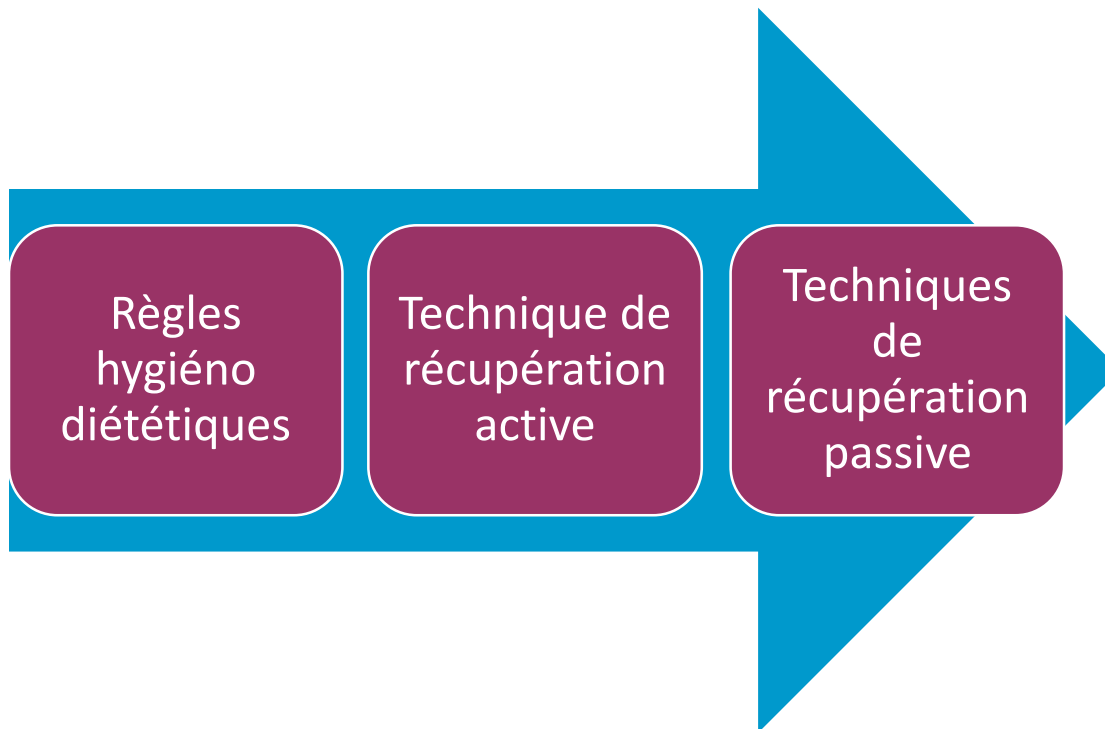 Règles
hygiéno
diététiques
Technique de
récupération
active
Techniques
de
récupération
passive